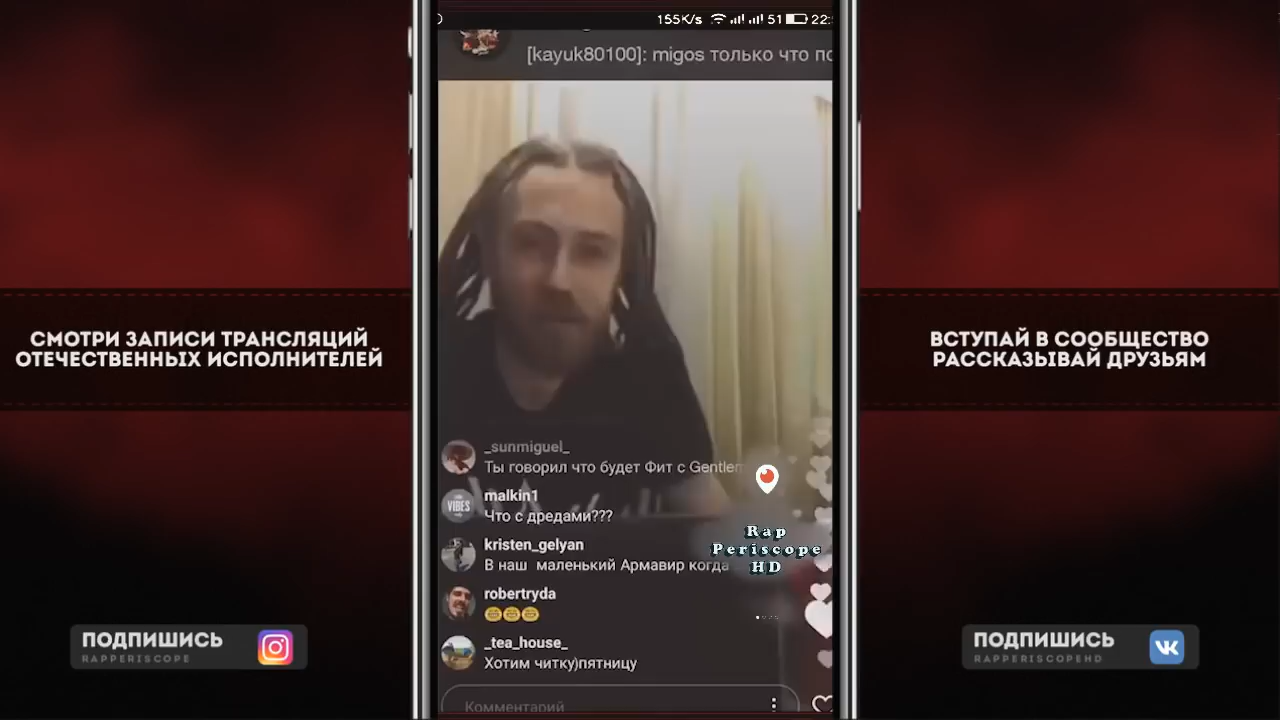 155K/s
51
22:
[kayuk80100]: migos только что по
СМОТРИ ЗАПИСИ ТРАНСЛЯЦИЙ
ОТЕЧЕСТВЕННЫХ ИСПОЛНИТЕЛЕЙ
ВСТУПАЙ В СООБЩЕСТВО
РАССКАЗЫВАЙ ДРУЗЬЯМ
_sunmiguel_
Ты говорил что будет Фит с Gentlem
malkin1
VIBES
Что с дредами???
kristen_gelyan
В наш маленький Армавир когда
robertryda
_tea_house_
Хотим читку)пятницу
Комментарий
Rap
Periscope
HD
ПОДПИШИСЬ
RAPPERISCOPE
ПОДПИШИСЬ
RAPPERISCOPEHD